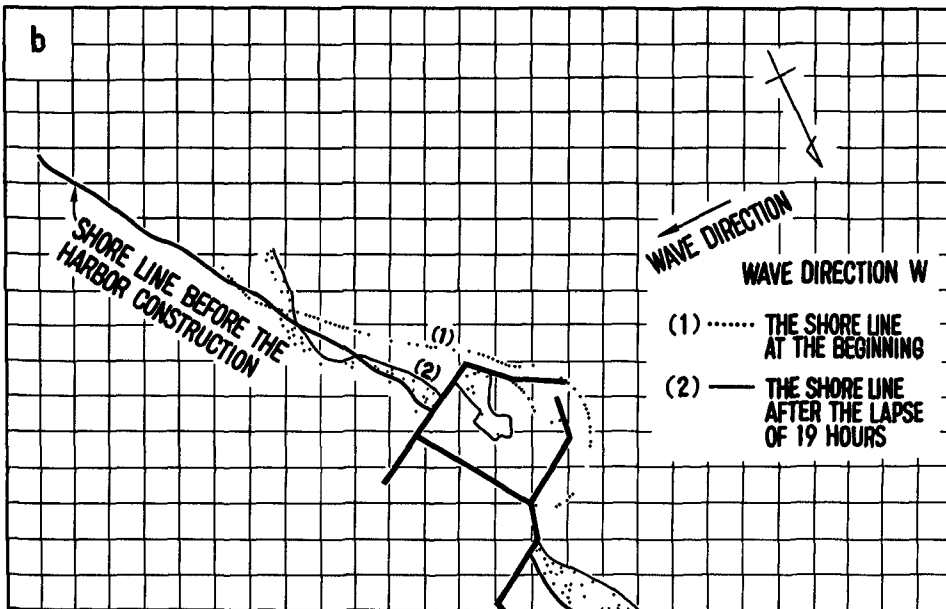 b
SHORE LINE BEFORE THE
HARBOR CONSTRUCTION
WAVE DIRECTION
WAVE DIRECTION W
(1) ....... THE SHORE LINE
AT THE BEGINNING
(2) —— THE SHORE LINE
AFTER THE LAPSE
OF 19 HOURS
(1)
(2)